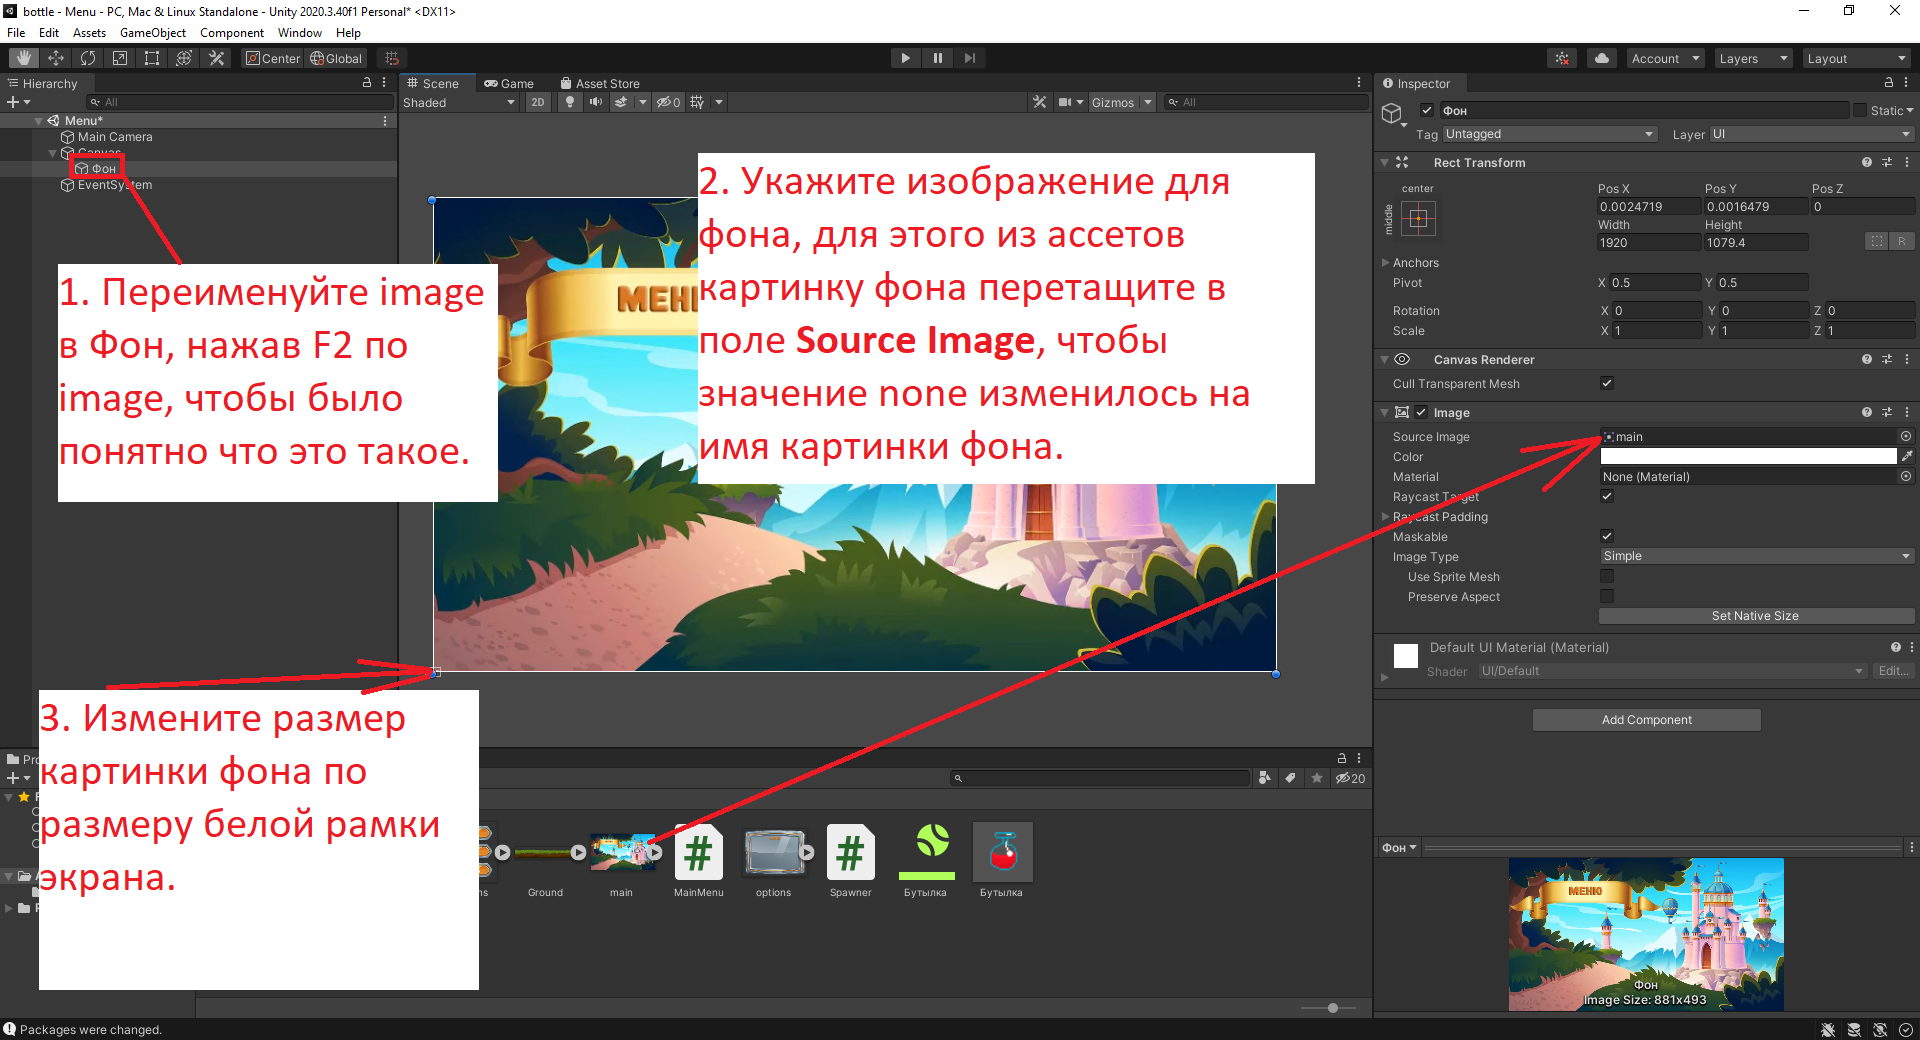 bottle - Menu - PC, Mac & Linux Standalone - Unity 2020.3.40f1 Personal* <DX11>
File Edit Assets GameObject Component Window Help
Center Global
Account Layers Layout
Hierarchy
All
Menu*
Main Camera
Canvas
Фон
EventSystem
Scene Game Asset Store
Shaded 2D 0 Gizmos All
1. Переименуйте image
в Фон, нажав F2 по
image, чтобы было
понятно что это такое.
МЕНЮ
2. Укажите изображение для
фона, для этого из ассетов
картинку фона перетащите в
поле Source Image, чтобы
значение none изменилось на
имя картинки фона.
3. Измените размер
картинки фона по
размеру белой рамки
экрана.
20
Ground
main
MainMenu
options
Spawner
Бутылка
Бутылка
Inspector
Фон Static
Tag Untagged Layer UI
Rect Transform
center
middle
Pos X Pos Y Pos Z
0.0024719 0.0016479 0
Width Height
1920 1079.4
R
Anchors
Pivot X 0.5 Y 0.5
Rotation X 0 Y 0 Z 0
Scale X 1 Y 1 Z 1
Canvas Renderer
Cull Transparent Mesh
Image
Source Image main
Color
Material None (Material)
Raycast Target
Raycast Padding
Maskable
Image Type Simple
Use Sprite Mesh
Preserve Aspect
Set Native Size
Default UI Material (Material)
Shader UI/Default Edit...
Add Component
Фон
МЕНЮ
Фон
Image Size: 881x493
Packages were changed.